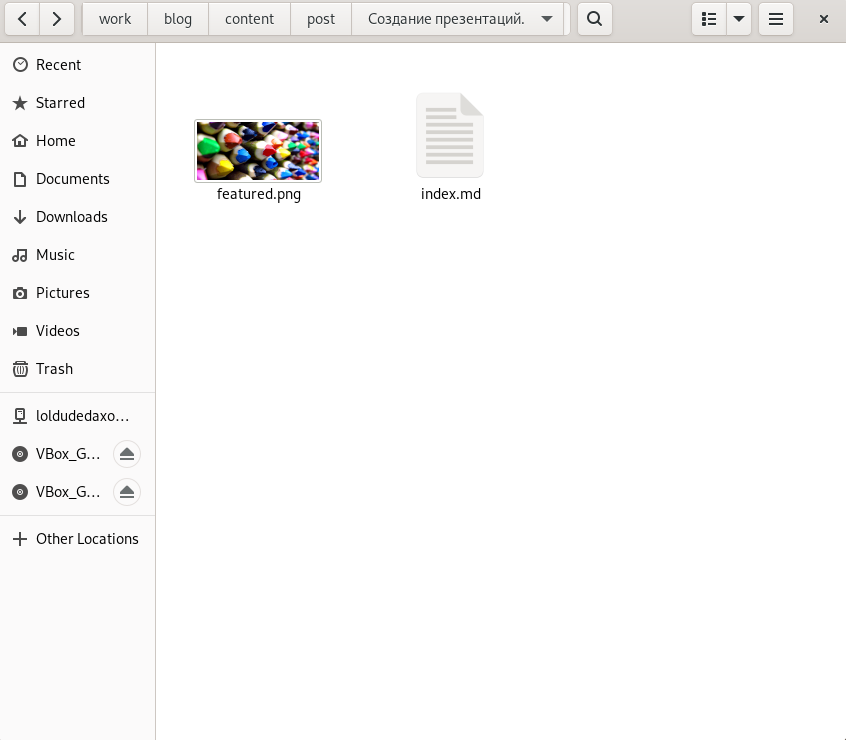 work blog content post Создание презентаций.
Recent
Starred
Home
Documents
Downloads
Music
Pictures
Videos
Trash
loldudedaxo...
VBox_G...
VBox_G...
Other Locations
featured.png
index.md